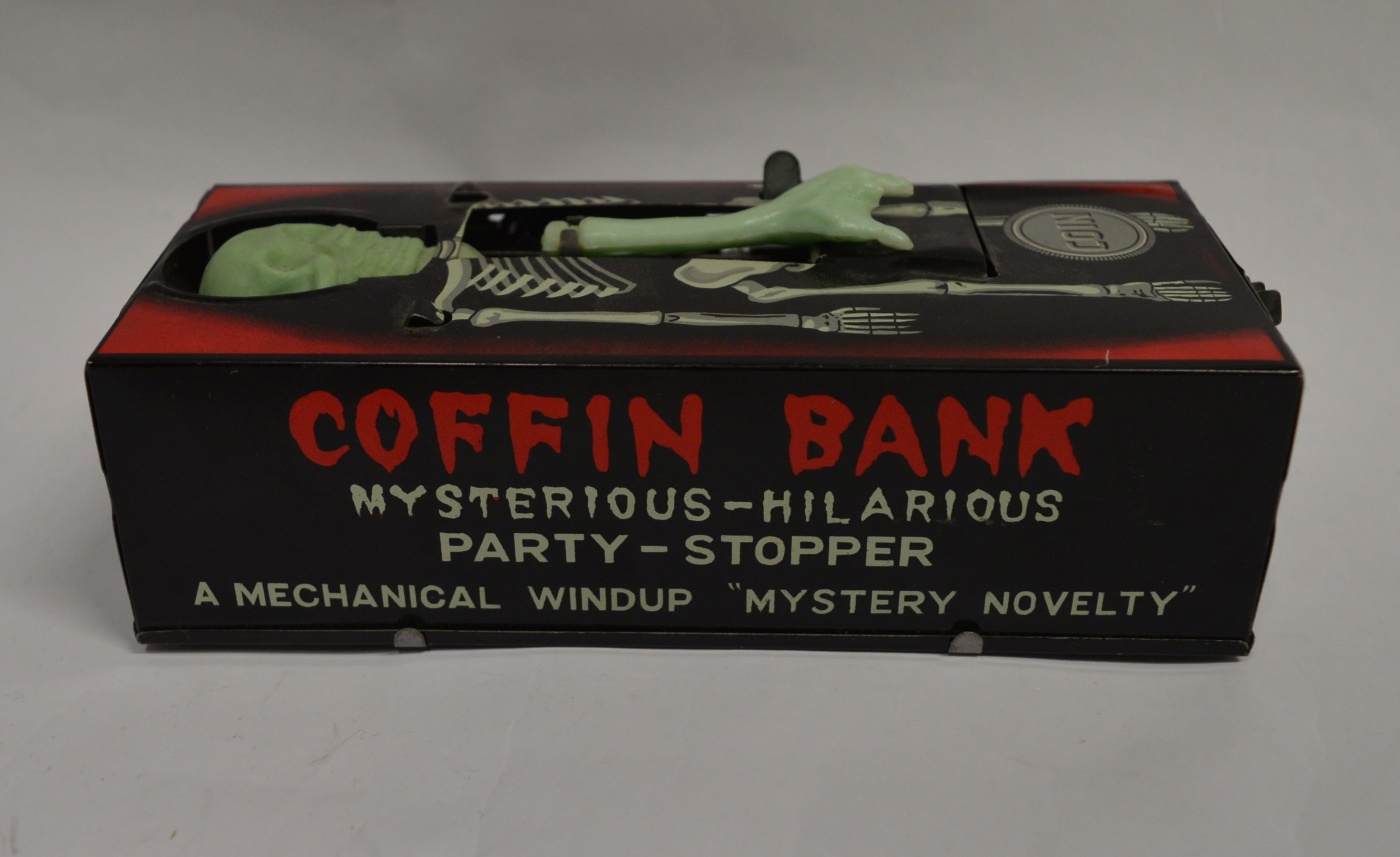 COIN
COFFIN BANK
MYSTERIOUS-HILARIOUS
PARTY-STOPPER
A MECHANICAL WINDUP "MYSTERY NOVELTY"